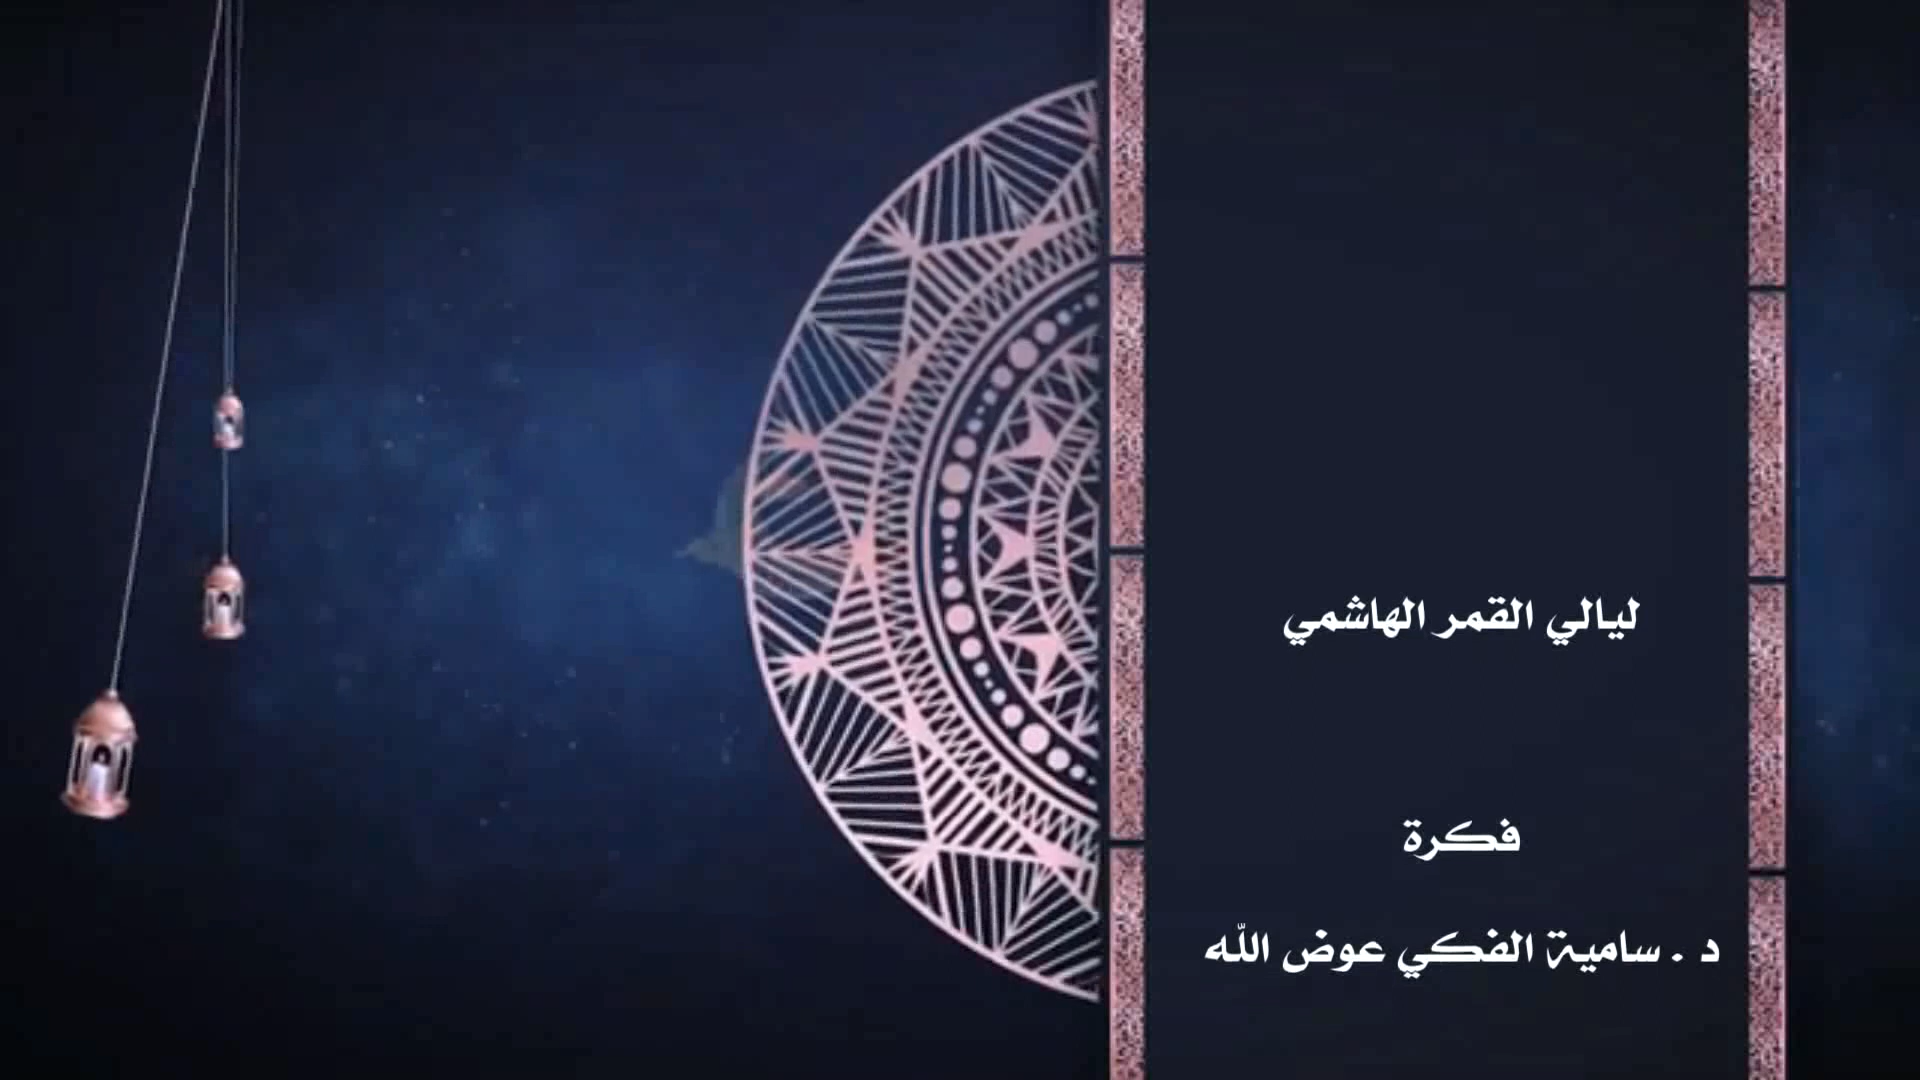 ليالي القمر الهاشمي
فكرة
د . سامية الفكي عوض الله